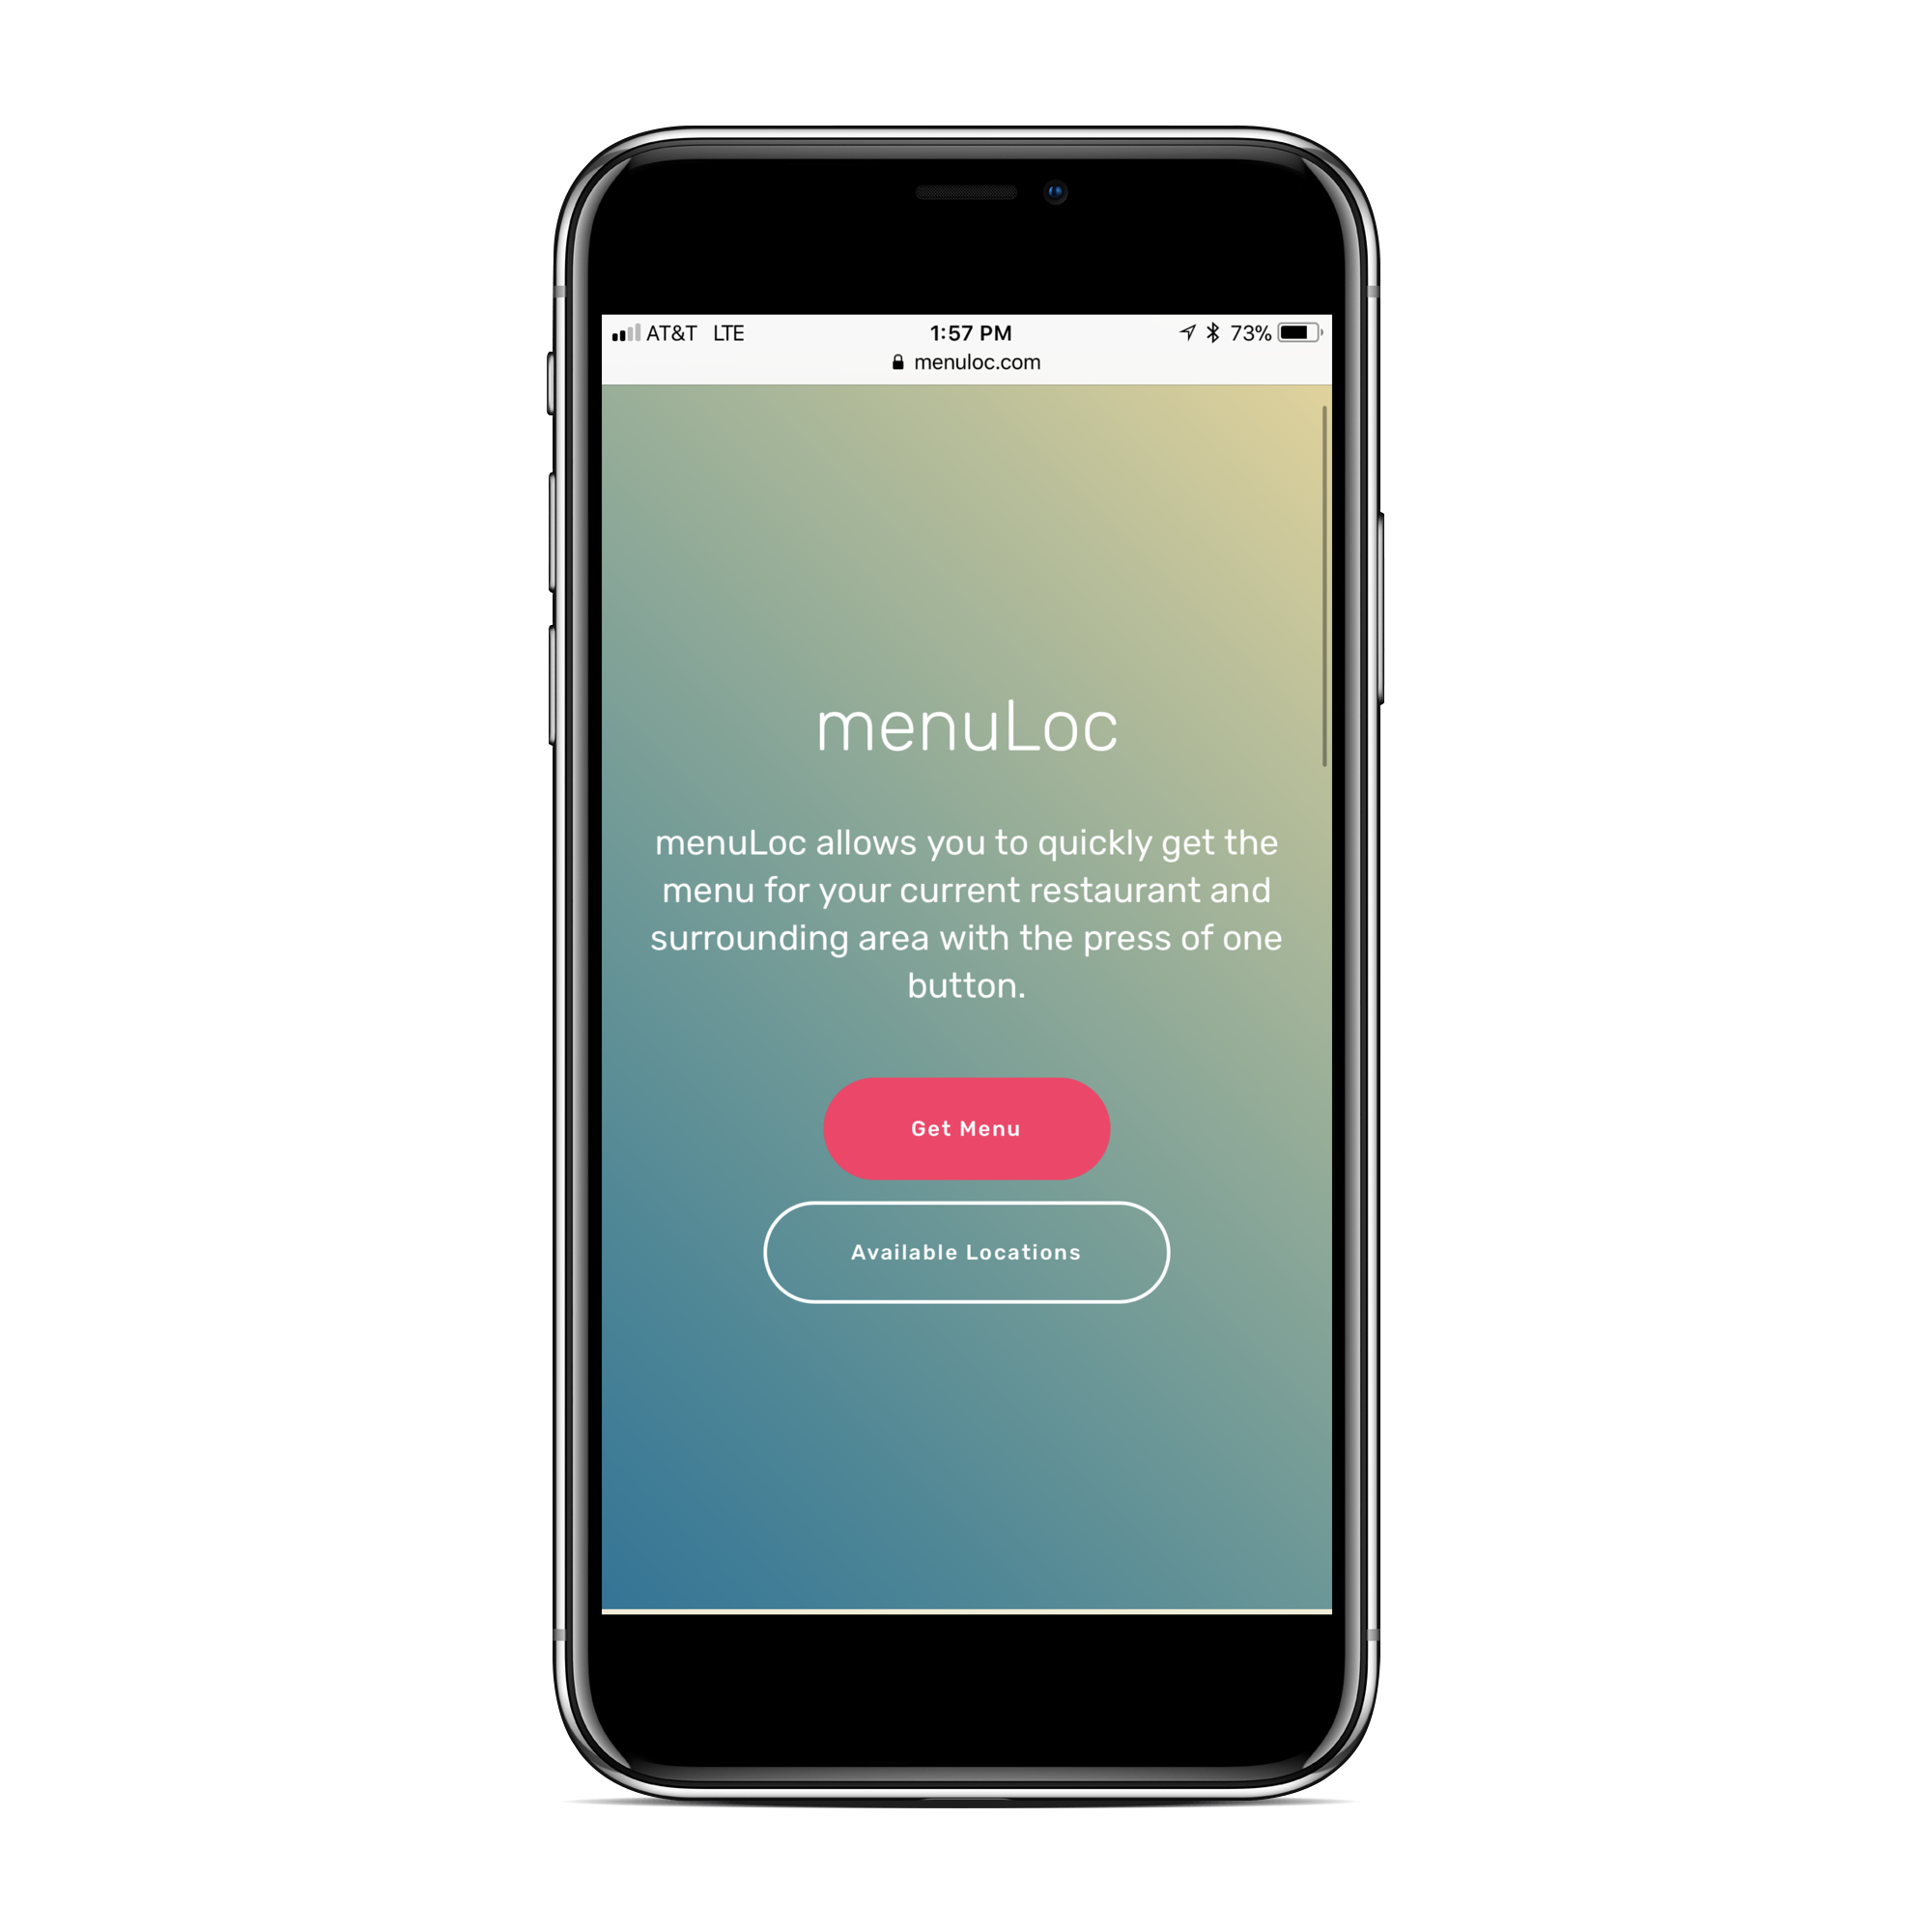 AT&T LTE 1:57 PM 73%
menuloc.com
menuLoc
menuLoc allows you to quickly get the
menu for your current restaurant and
surrounding area with the press of one
button.
Get Menu
Available Locations